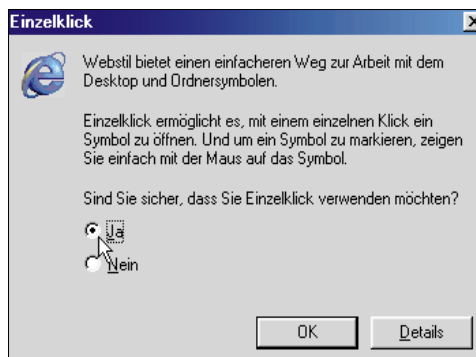 Einzelklick
Webstil bietet einen einfacheren Weg zur Arbeit mit dem
Desktop und Ordnersymbolen.
Einzelklick ermöglicht es, mit einem einzelnen Klick ein
Symbol zu öffnen. Und um ein Symbol zu markieren, zeigen
Sie einfach mit der Maus auf das Symbol.
Sind Sie sicher, dass Sie Einzelklick verwenden möchten?
Ja
Nein
OK Details